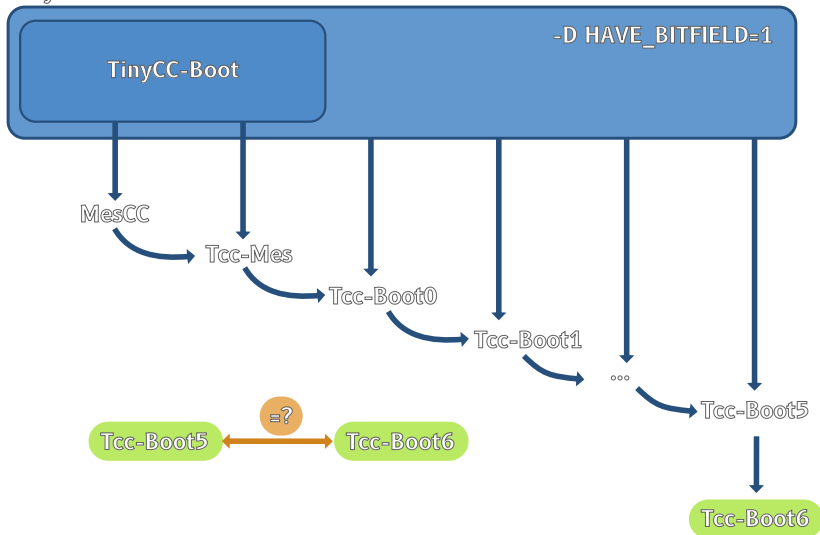 -D HAVE_BITFIELD=1
TinyCC-Boot
MesCC
Tcc-Mes
Tcc-Boot0
Tcc-Boot1
...
Tcc-Boot5
=?
Tcc-Boot5
Tcc-Boot6
Tcc-Boot6